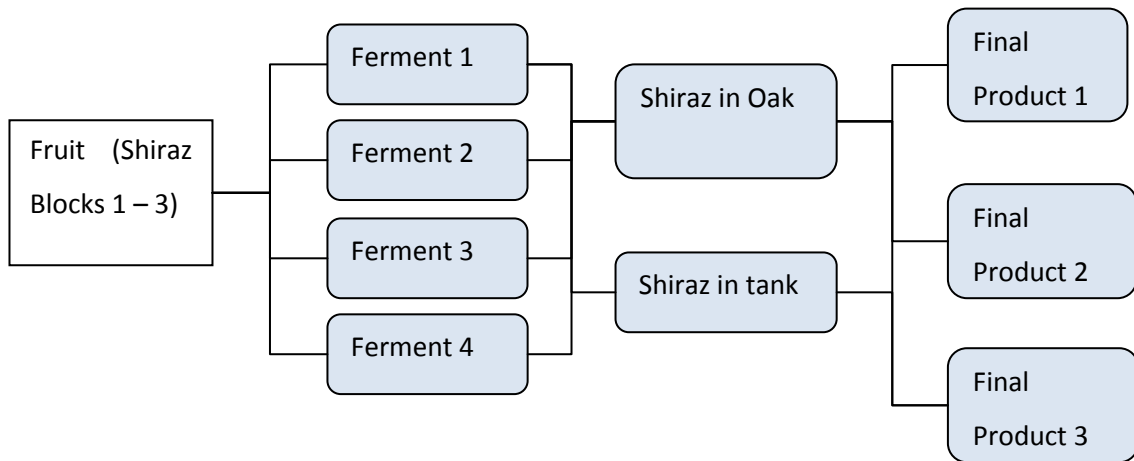 Fruit (Shiraz
Blocks 1 – 3)
Ferment 1
Ferment 2
Ferment 3
Ferment 4
Shiraz in Oak
Shiraz in tank
Final
Product 1
Final
Product 2
Final
Product 3